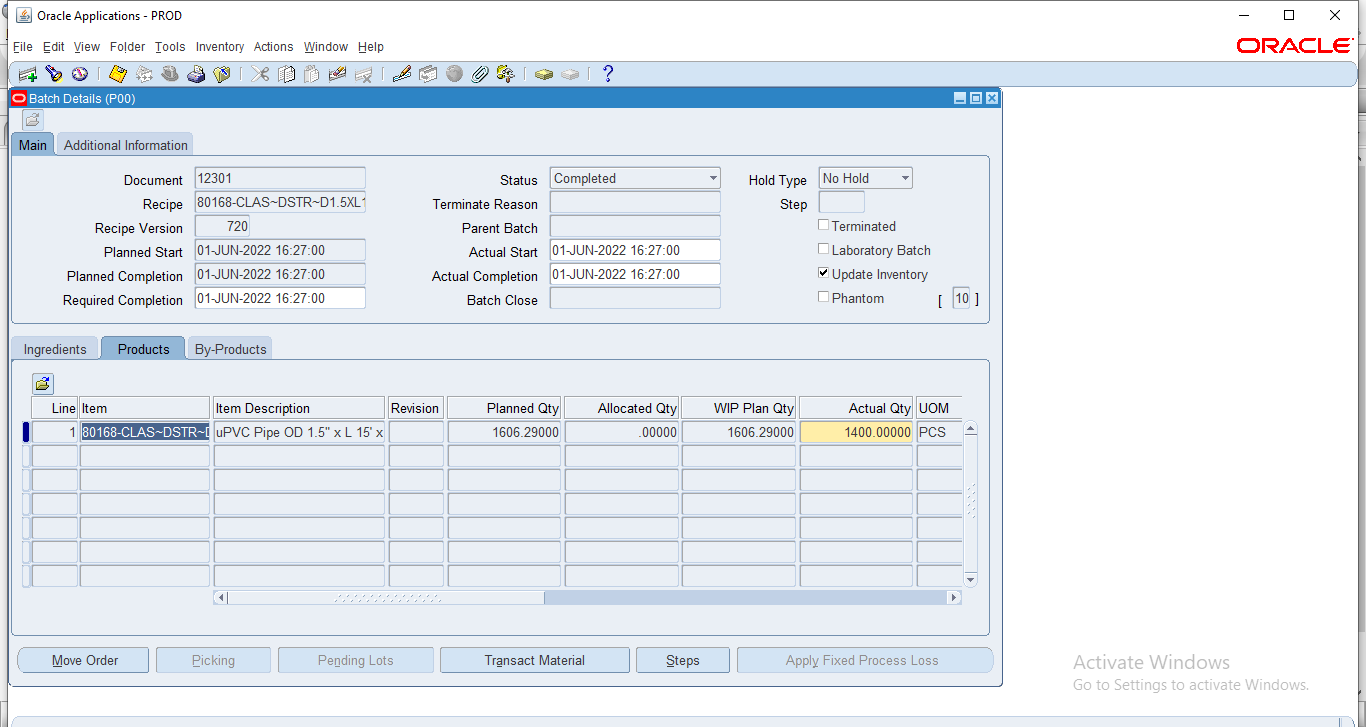 Oracle Applications - PROD
File Edit View Folder Tools Inventory Actions Window Help
ORACLE
Batch Details (P00)
Main Additional Information
Document 12301 Status Completed Hold Type No Hold
Recipe 80168-CLAS~DSTR~D1.5XL1 Terminate Reason Step
Recipe Version 720 Parent Batch Terminated
Planned Start 01-JUN-2022 16:27:00 Actual Start 01-JUN-2022 16:27:00 Laboratory Batch
Planned Completion 01-JUN-2022 16:27:00 Actual Completion 01-JUN-2022 16:27:00 Update Inventory
Required Completion 01-JUN-2022 16:27:00 Batch Close Phantom [ 10 ]
Ingredients Products By-Products
Line Item Item Description Revision Planned Qty Allocated Qty WIP Plan Qty Actual Qty UOM
1 80168-CLAS~DSTR~D uPVC Pipe OD 1.5" x L 15' x 1606.29000 .00000 1606.29000 1400.00000 PCS
Move Order Picking Pending Lots Transact Material Steps Apply Fixed Process Loss
Activate Windows
Go to Settings to activate Windows.